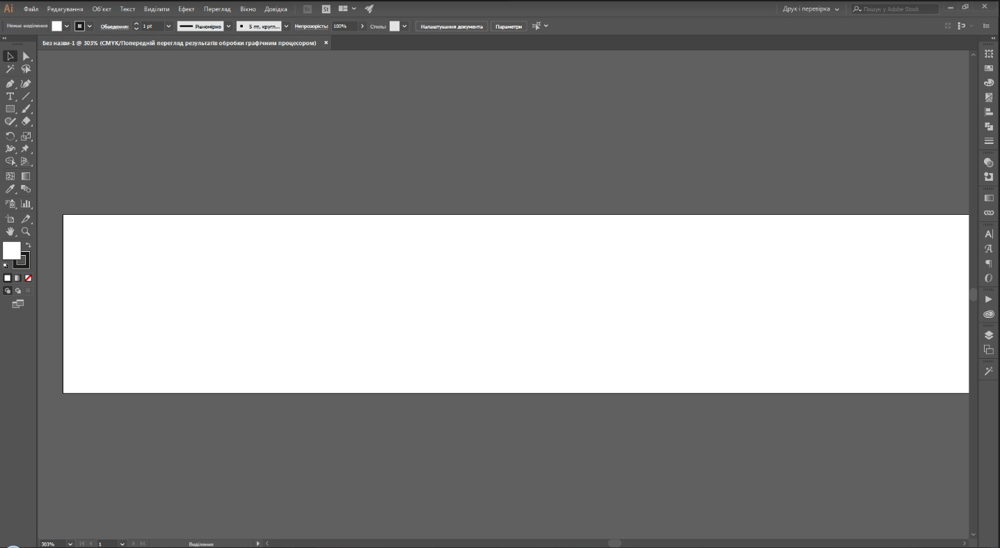 Ai Файл Редагування Об'єкт Текст Виділити Ефект Перегляд Вікно Довідка Br St Друк і перевірка Пошук у Adobe Stock
Немає виділення Обведення: 1 pt Рівномірно 5 пт, кругл... Непрозорість: 100% Стиль: Налаштування документа Параметри
Без назви-1 @ 303% (CMYK/Попередній перегляд результатів обробки графічним процесором) ×
303% 1 Виділення